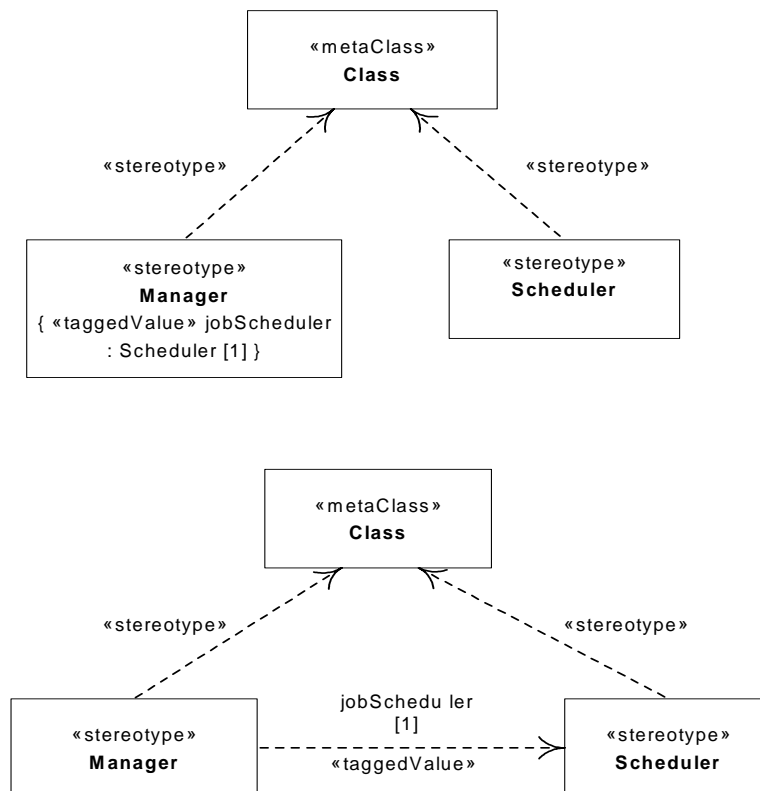 «metaClass»
Class
«stereotype»
«stereotype»
«stereotype»
Manager
{ «taggedValue» jobScheduler
: Scheduler [1] }
«stereotype»
Scheduler
«metaClass»
Class
«stereotype»
«stereotype»
jobSchedu ler
[1]
«taggedValue»
«stereotype»
Manager
«stereotype»
Scheduler